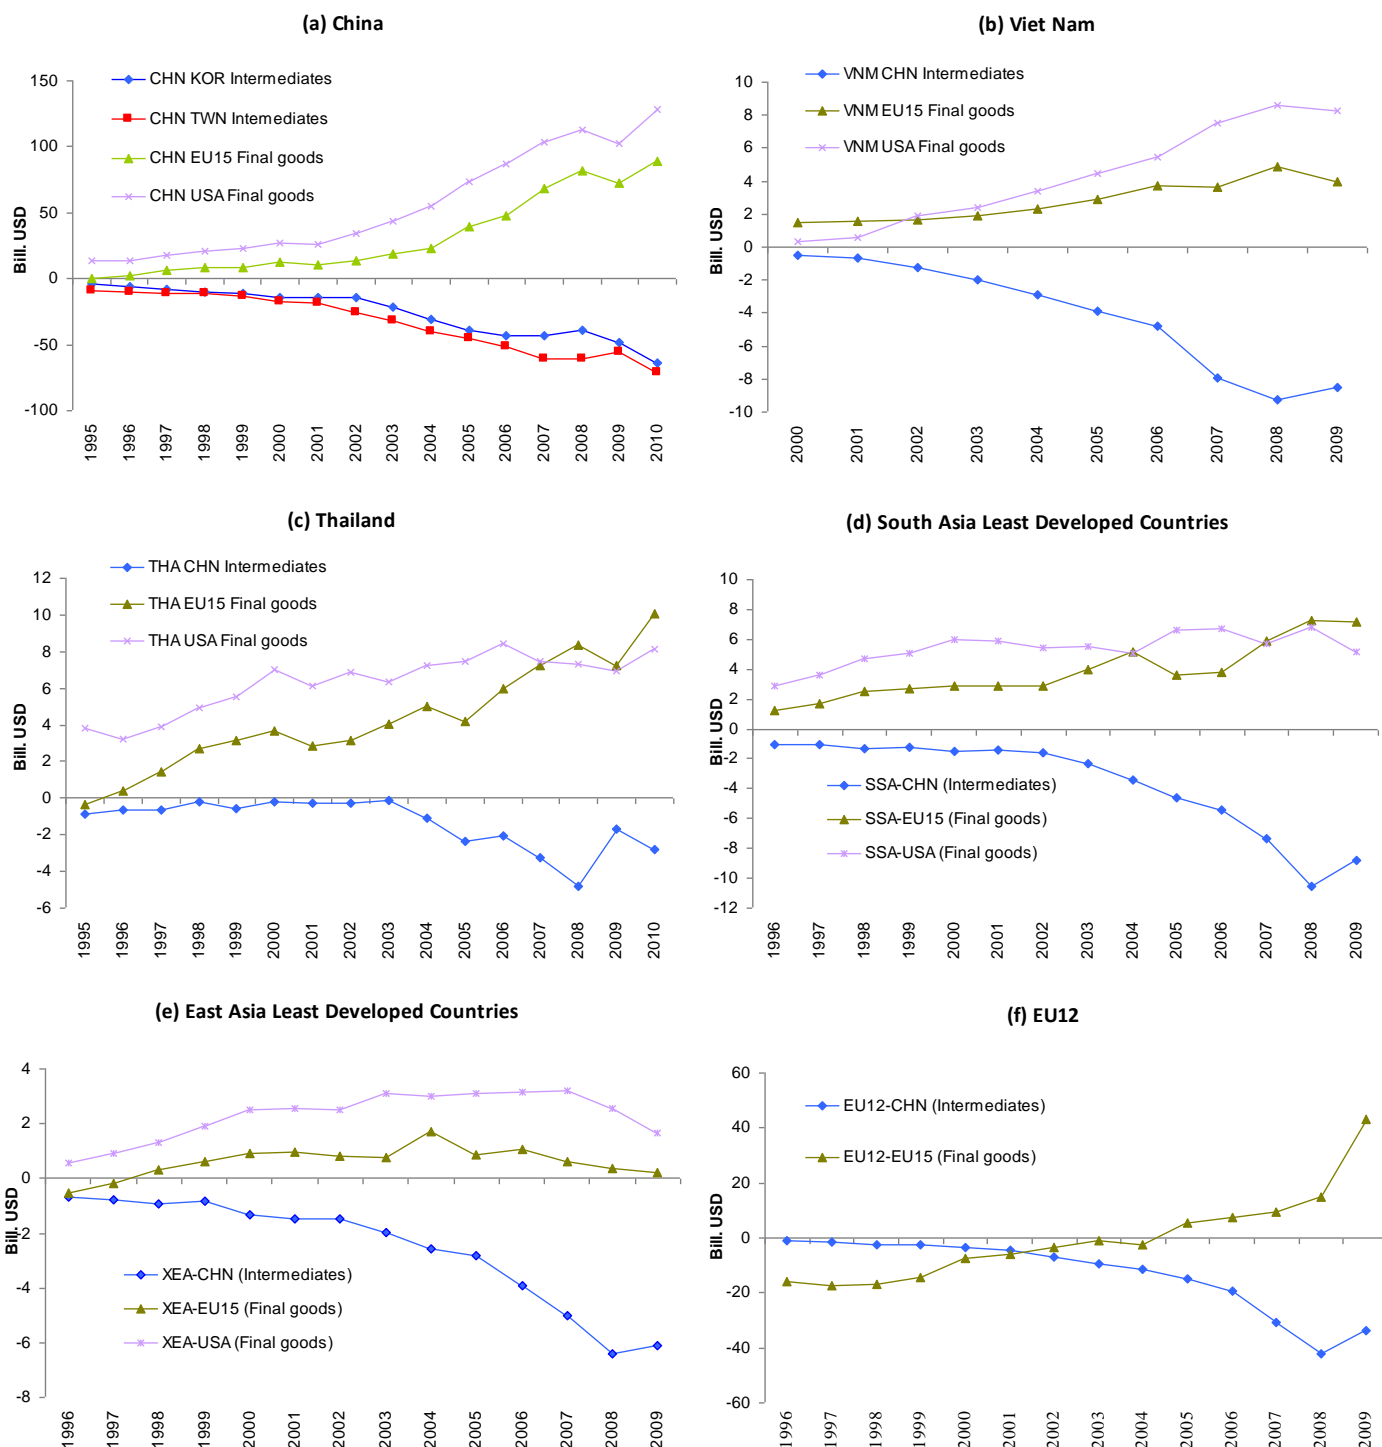 (a) China
150
100
50
0
-50
-100
Bill. USD
CHN KOR Intermediates
CHN TWN Intemediates
CHN EU15 Final goods
CHN USA Final goods
1995 1996 1997 1998 1999 2000 2001 2002 2003 2004 2005 2006 2007 2008 2009 2010
(b) Viet Nam
10
8
6
4
2
0
-2
-4
-6
-8
-10
Bill. USD
VNM CHN Intermediates
VNM EU15 Final goods
VNM USA Final goods
2000 2001 2002 2003 2004 2005 2006 2007 2008 2009
(c) Thailand
12
10
8
6
4
2
0
-2
-4
-6
Bill. USD
THA CHN Intermediates
THA EU15 Final goods
THA USA Final goods
1995 1996 1997 1998 1999 2000 2001 2002 2003 2004 2005 2006 2007 2008 2009 2010
(d) South Asia Least Developed Countries
10
8
6
4
2
0
-2
-4
-6
-8
-10
-12
Bill. USD
SSA-CHN (Intermediates)
SSA-EU15 (Final goods)
SSA-USA (Final goods)
1996 1997 1998 1999 2000 2001 2002 2003 2004 2005 2006 2007 2008 2009
(e) East Asia Least Developed Countries
4
2
0
-2
-4
-6
-8
Bill. USD
XEA-CHN (Intermediates)
XEA-EU15 (Final goods)
XEA-USA (Final goods)
1996 1997 1998 1999 2000 2001 2002 2003 2004 2005 2006 2007 2008 2009
(f) EU12
60
40
20
0
-20
-40
-60
Bill. USD
EU12-CHN (Intermediates)
EU12-EU15 (Final goods)
1996 1997 1998 1999 2000 2001 2002 2003 2004 2005 2006 2007 2008 2009